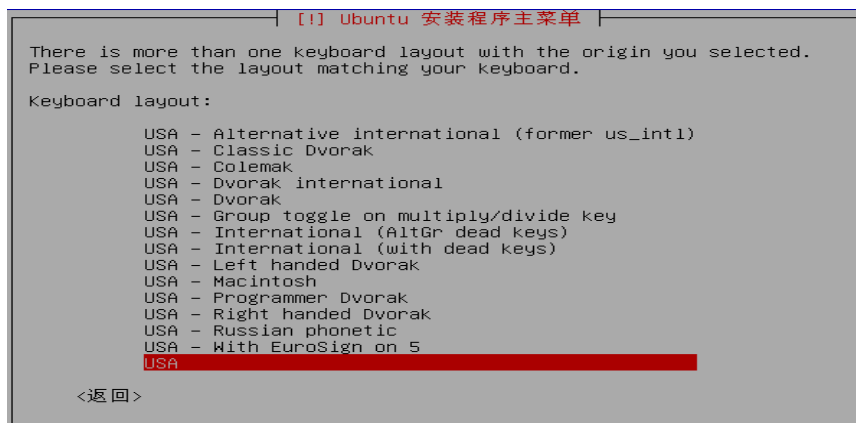 [!] Ubuntu 安装程序主菜单
There is more than one keyboard layout with the origin you selected.
Please select the layout matching your keyboard.
Keyboard layout:
USA - Alternative international (former us_intl)
USA - Classic Dvorak
USA - Colemak
USA - Dvorak international
USA - Dvorak
USA - Group toggle on multiply/divide key
USA - International (AltGr dead keys)
USA - International (with dead keys)
USA - Left handed Dvorak
USA - Macintosh
USA - Programmer Dvorak
USA - Right handed Dvorak
USA - Russian phonetic
USA - With EuroSign on 5
USA
<返回>